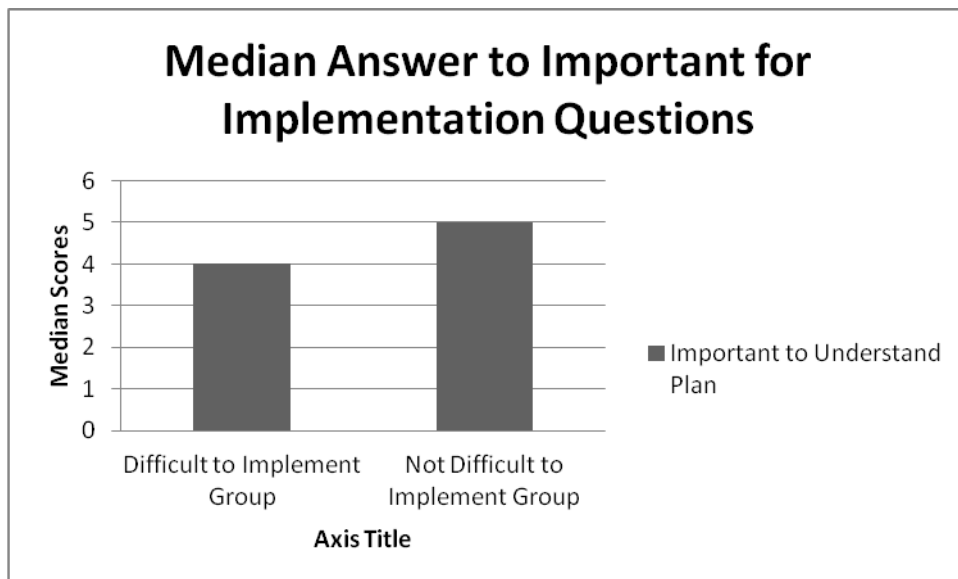 Median Answer to Important for
Implementation Questions
6
5
4
3
2
1
0
Median Scores
Difficult to Implement
Group
Not Difficult to
Implement Group
Axis Title
Important to Understand
Plan